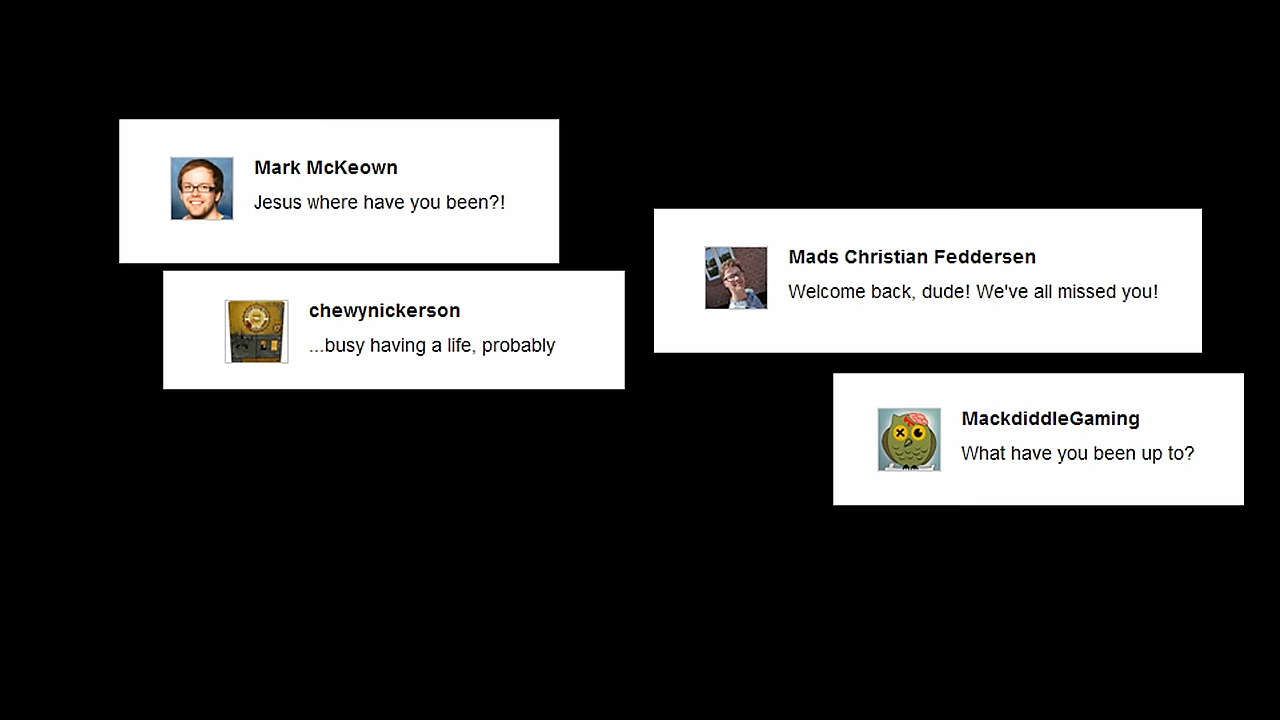 Mark McKeown
Jesus where have you been?!
chewynickerson
...busy having a life, probably
Mads Christian Feddersen
Welcome back, dude! We've all missed you!
MackdiddleGaming
What have you been up to?